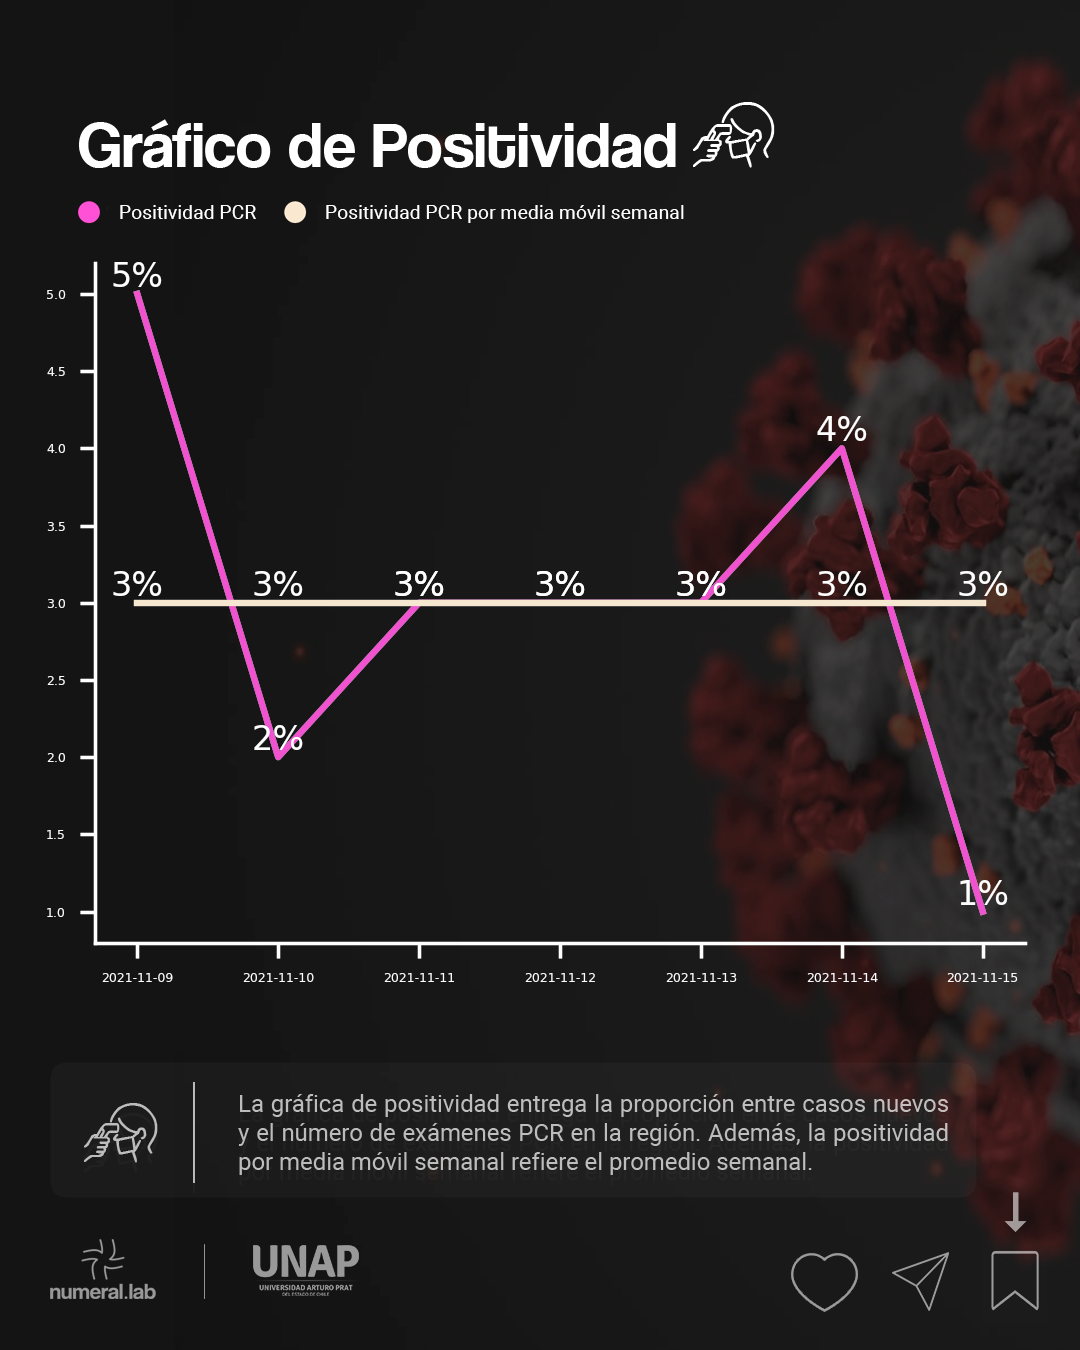 Gráfico de Positividad
Positividad PCR
Positividad PCR por media móvil semanal
5%
5.0
4.5
4%
4.0
3.5
3% 3% 3% 3% 3% 3% 3%
3.0
2.5
2%
2.0
1.5
1%
1.0
2021-11-09 2021-11-10 2021-11-11 2021-11-12 2021-11-13 2021-11-14 2021-11-15
La gráfica de positividad entrega la proporción entre casos nuevos
y el número de exámenes PCR en la región. Además, la positividad
por media móvil semanal refiere el promedio semanal.
numeral.lab
UNAP
UNIVERSIDAD ARTURO PRAT
DEL ESTADO DE CHILE